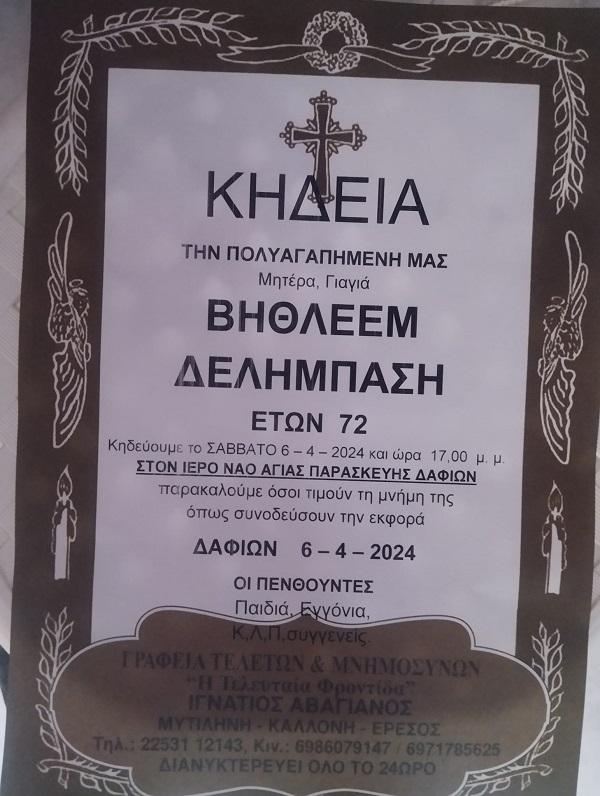 ΚΗΔΕΙΑ
ΤΗΝ ΠΟΛΥΑΓΑΠΗΜΕΝΗ ΜΑΣ
Μητέρα, Γιαγιά
ΒΗΘΛΕΕΜ
ΔΕΛΗΜΠΑΣΗ
ΕΤΩΝ 72
Κηδεύουμε το ΣΑΒΒΑΤΟ 6 – 4 – 2024 και ώρα 17,00 μ. μ.
ΣΤΟΝ ΙΕΡΟ ΝΑΟ ΑΓΙΑΣ ΠΑΡΑΣΚΕΥΗΣ ΔΑΦΙΩΝ
παρακαλούμε όσοι τιμούν τη μνήμη της
όπως συνοδεύσουν την εκφορά
ΔΑΦΙΩΝ 6 – 4 – 2024
ΟΙ ΠΕΝΘΟΥΝΤΕΣ
Παιδιά, Εγγόνια,
Κ,Λ,Π,συγγενείς.
ΓΡΑΦΕΙΑ ΤΕΛΕΤΩΝ & ΜΝΗΜΟΣΥΝΩΝ
“Η Τελευταία Φροντίδα”
ΙΓΝΑΤΙΟΣ ΑΒΑΓΙΑΝΟΣ
ΜΥΤΙΛΗΝΗ - ΚΑΛΛΟΝΗ - ΕΡΕΣΟΣ
Τηλ.: 22531 12143, Κιν.: 6986079147 / 6971785625
ΔΙΑΝΥΚΤΕΡΕΥΕΙ ΟΛΟ ΤΟ 24ΩΡΟ